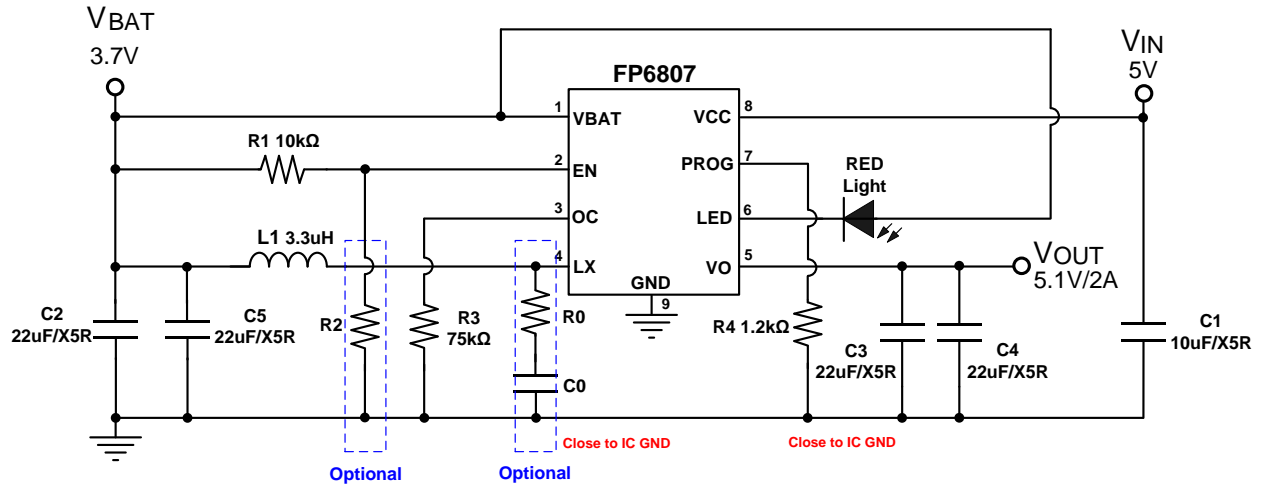 VBAT
3.7V
VIN
5V
FP6807
1
VBAT
VCC
8
R1 10kΩ
2
EN
PROG
7
RED
Light
3
OC
LED
6
L1 3.3uH
4
LX
VO
5
VOUT
5.1V/2A
GND
9
C2
22uF/X5R
C5
22uF/X5R
R2
R3
75kΩ
R0
C0
R4 1.2kΩ
C3
22uF/X5R
C4
22uF/X5R
C1
10uF/X5R
Close to IC GND
Close to IC GND
Optional
Optional